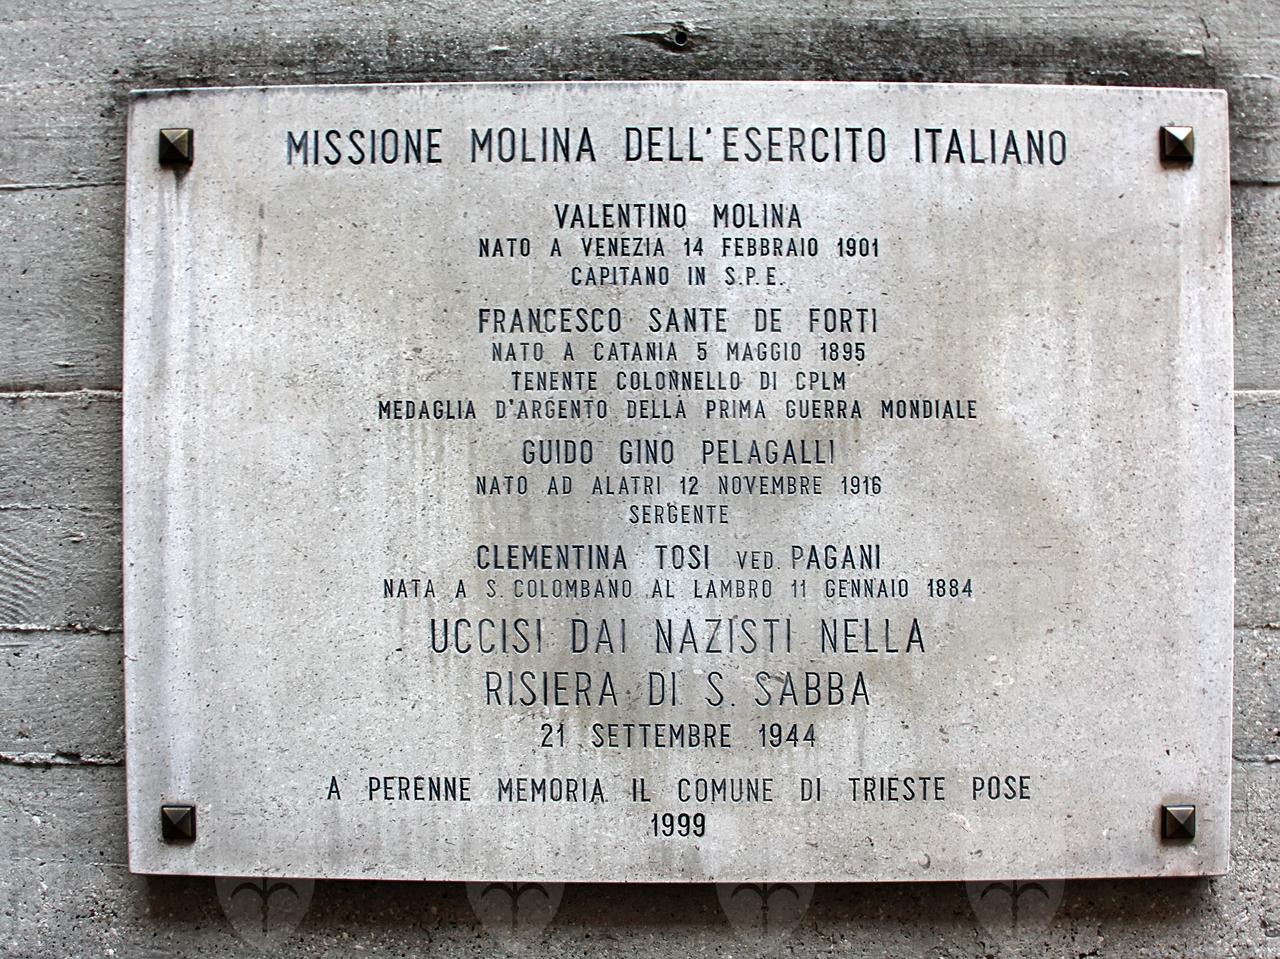 MISSIONE MOLINA DELL'ESERCITO ITALIANO
VALENTINO MOLINA
NATO A VENEZIA 14 FEBBRAIO 1901
CAPITANO IN S.P.E.
FRANCESCO SANTE DE FORTI
NATO A CATANIA 5 MAGGIO 1895
TENENTE COLONNELLO DI CPLM
MEDAGLIA D'ARGENTO DELLA PRIMA GUERRA MONDIALE
GUIDO GINO PELAGALLI
NATO AD ALATRI 12 NOVEMBRE 1916
SERGENTE
CLEMENTINA TOSI VED. PAGANI
NATA A S. COLOMBANO AL LAMBRO 11 GENNAIO 1884
UCCISI DAI NAZISTI NELLA
RISIERA DI S. SABBA
21 SETTEMBRE 1944
A PERENNE MEMORIA IL COMUNE DI TRIESTE POSE
1999